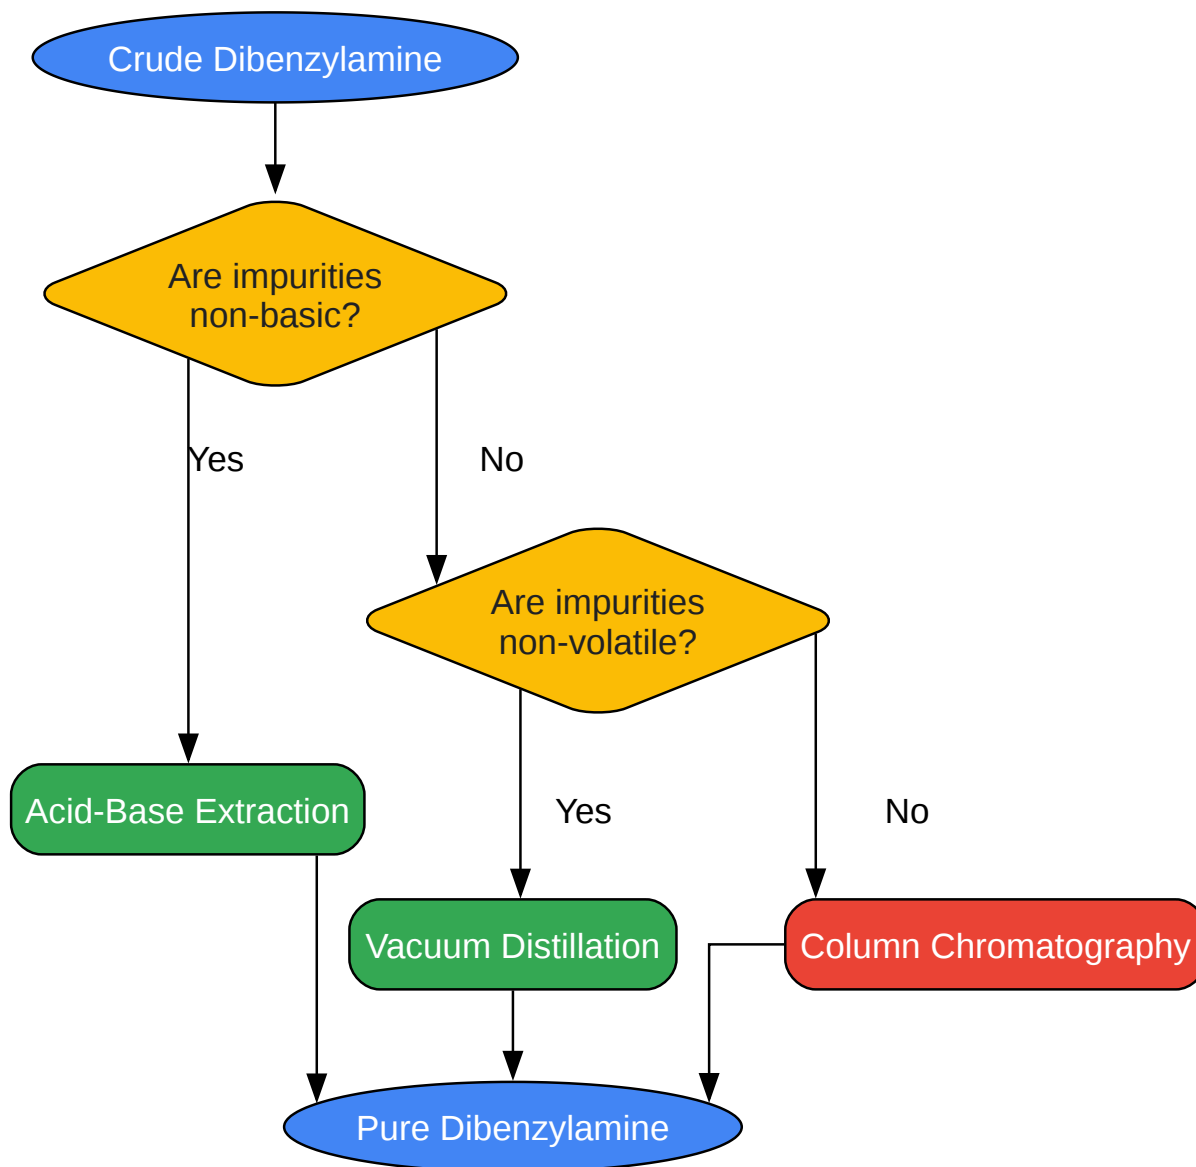 Crude Dibenzylamine
Are impurities
non-basic?
Yes
No
Are impurities
non-volatile?
Acid-Base Extraction
Yes
No
Vacuum Distillation
Column Chromatography
Pure Dibenzylamine